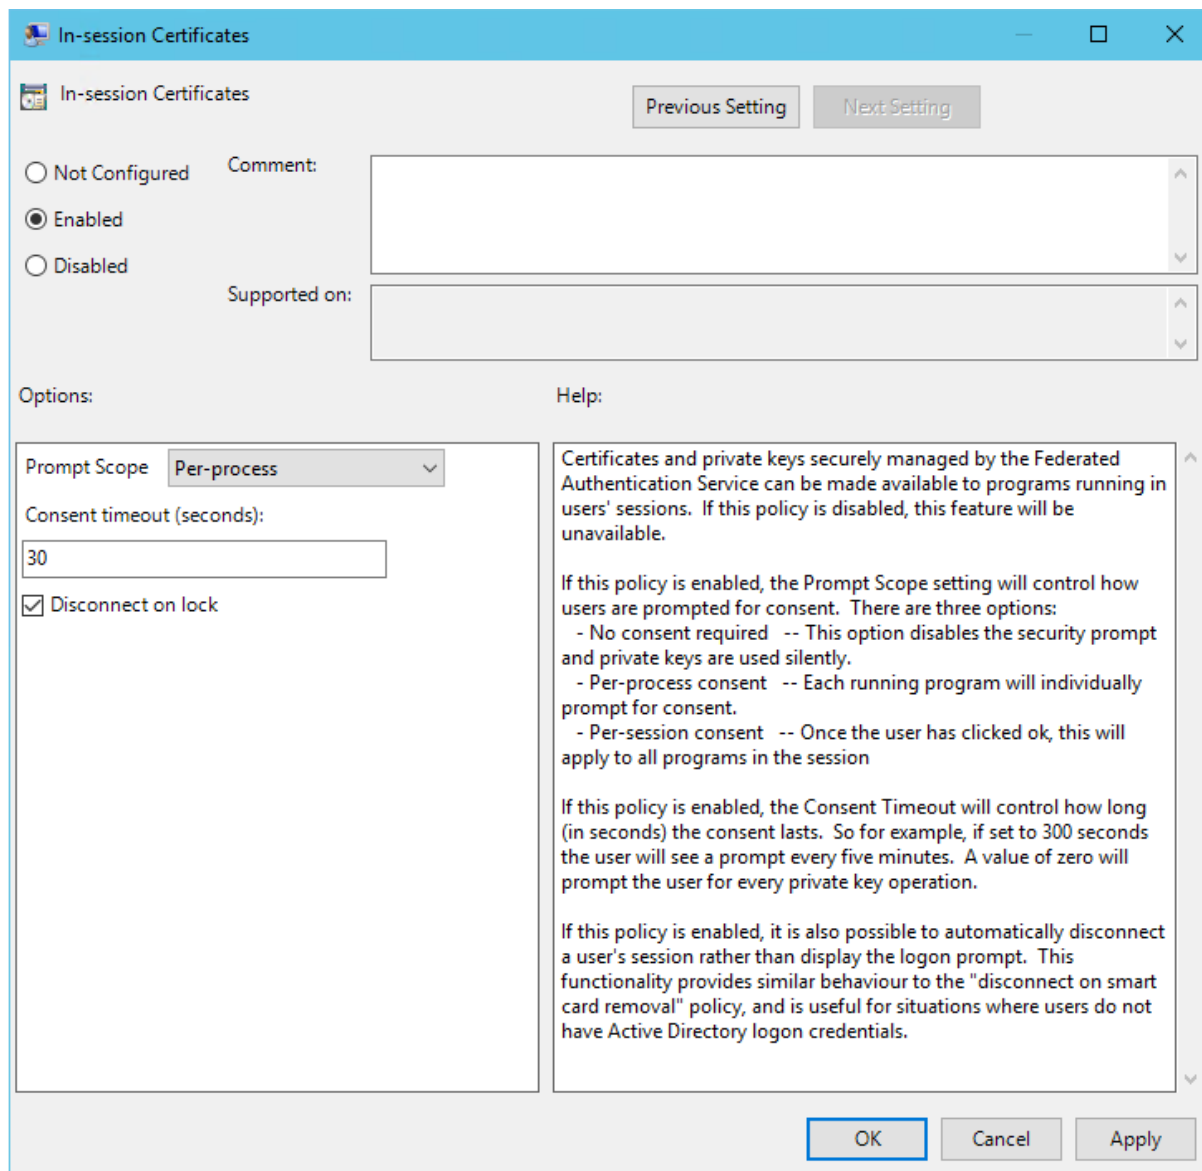 In-session Certificates
In-session Certificates
Previous Setting
Next Setting
Not Configured
Comment:
Enabled
Disabled
Supported on:
Options:
Help:
Prompt Scope
Per-process
Consent timeout (seconds):
30
Disconnect on lock
Certificates and private keys securely managed by the Federated
Authentication Service can be made available to programs running in
users' sessions.  If this policy is disabled, this feature will be
unavailable.
If this policy is enabled, the Prompt Scope setting will control how
users are prompted for consent.  There are three options:
- No consent required   -- This option disables the security prompt
and private keys are used silently.
- Per-process consent   -- Each running program will individually
prompt for consent.
- Per-session consent   -- Once the user has clicked ok, this will
apply to all programs in the session
If this policy is enabled, the Consent Timeout will control how long
(in seconds) the consent lasts.  So for example, if set to 300 seconds
the user will see a prompt every five minutes.  A value of zero will
prompt the user for every private key operation.
If this policy is enabled, it is also possible to automatically disconnect
a user's session rather than display the logon prompt.  This
functionality provides similar behaviour to the "disconnect on smart
card removal" policy, and is useful for situations where users do not
have Active Directory logon credentials.
OK
Cancel
Apply